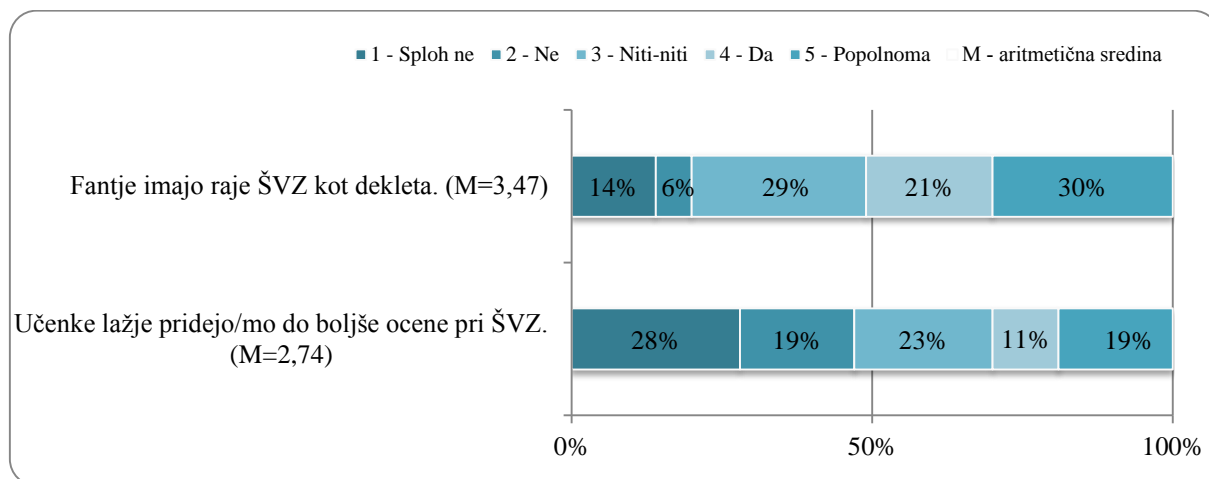 1 - Sploh ne 2 - Ne 3 - Niti-niti 4 - Da 5 - Popolnoma M - aritmetična sredina
Fantje imajo raje ŠVZ kot dekleta. (M=3,47)
14% 6% 29% 21% 30%
Učenke lažje pridejo/mo do boljše ocene pri ŠVZ.
(M=2,74)
28% 19% 23% 11% 19%
0% 50% 100%